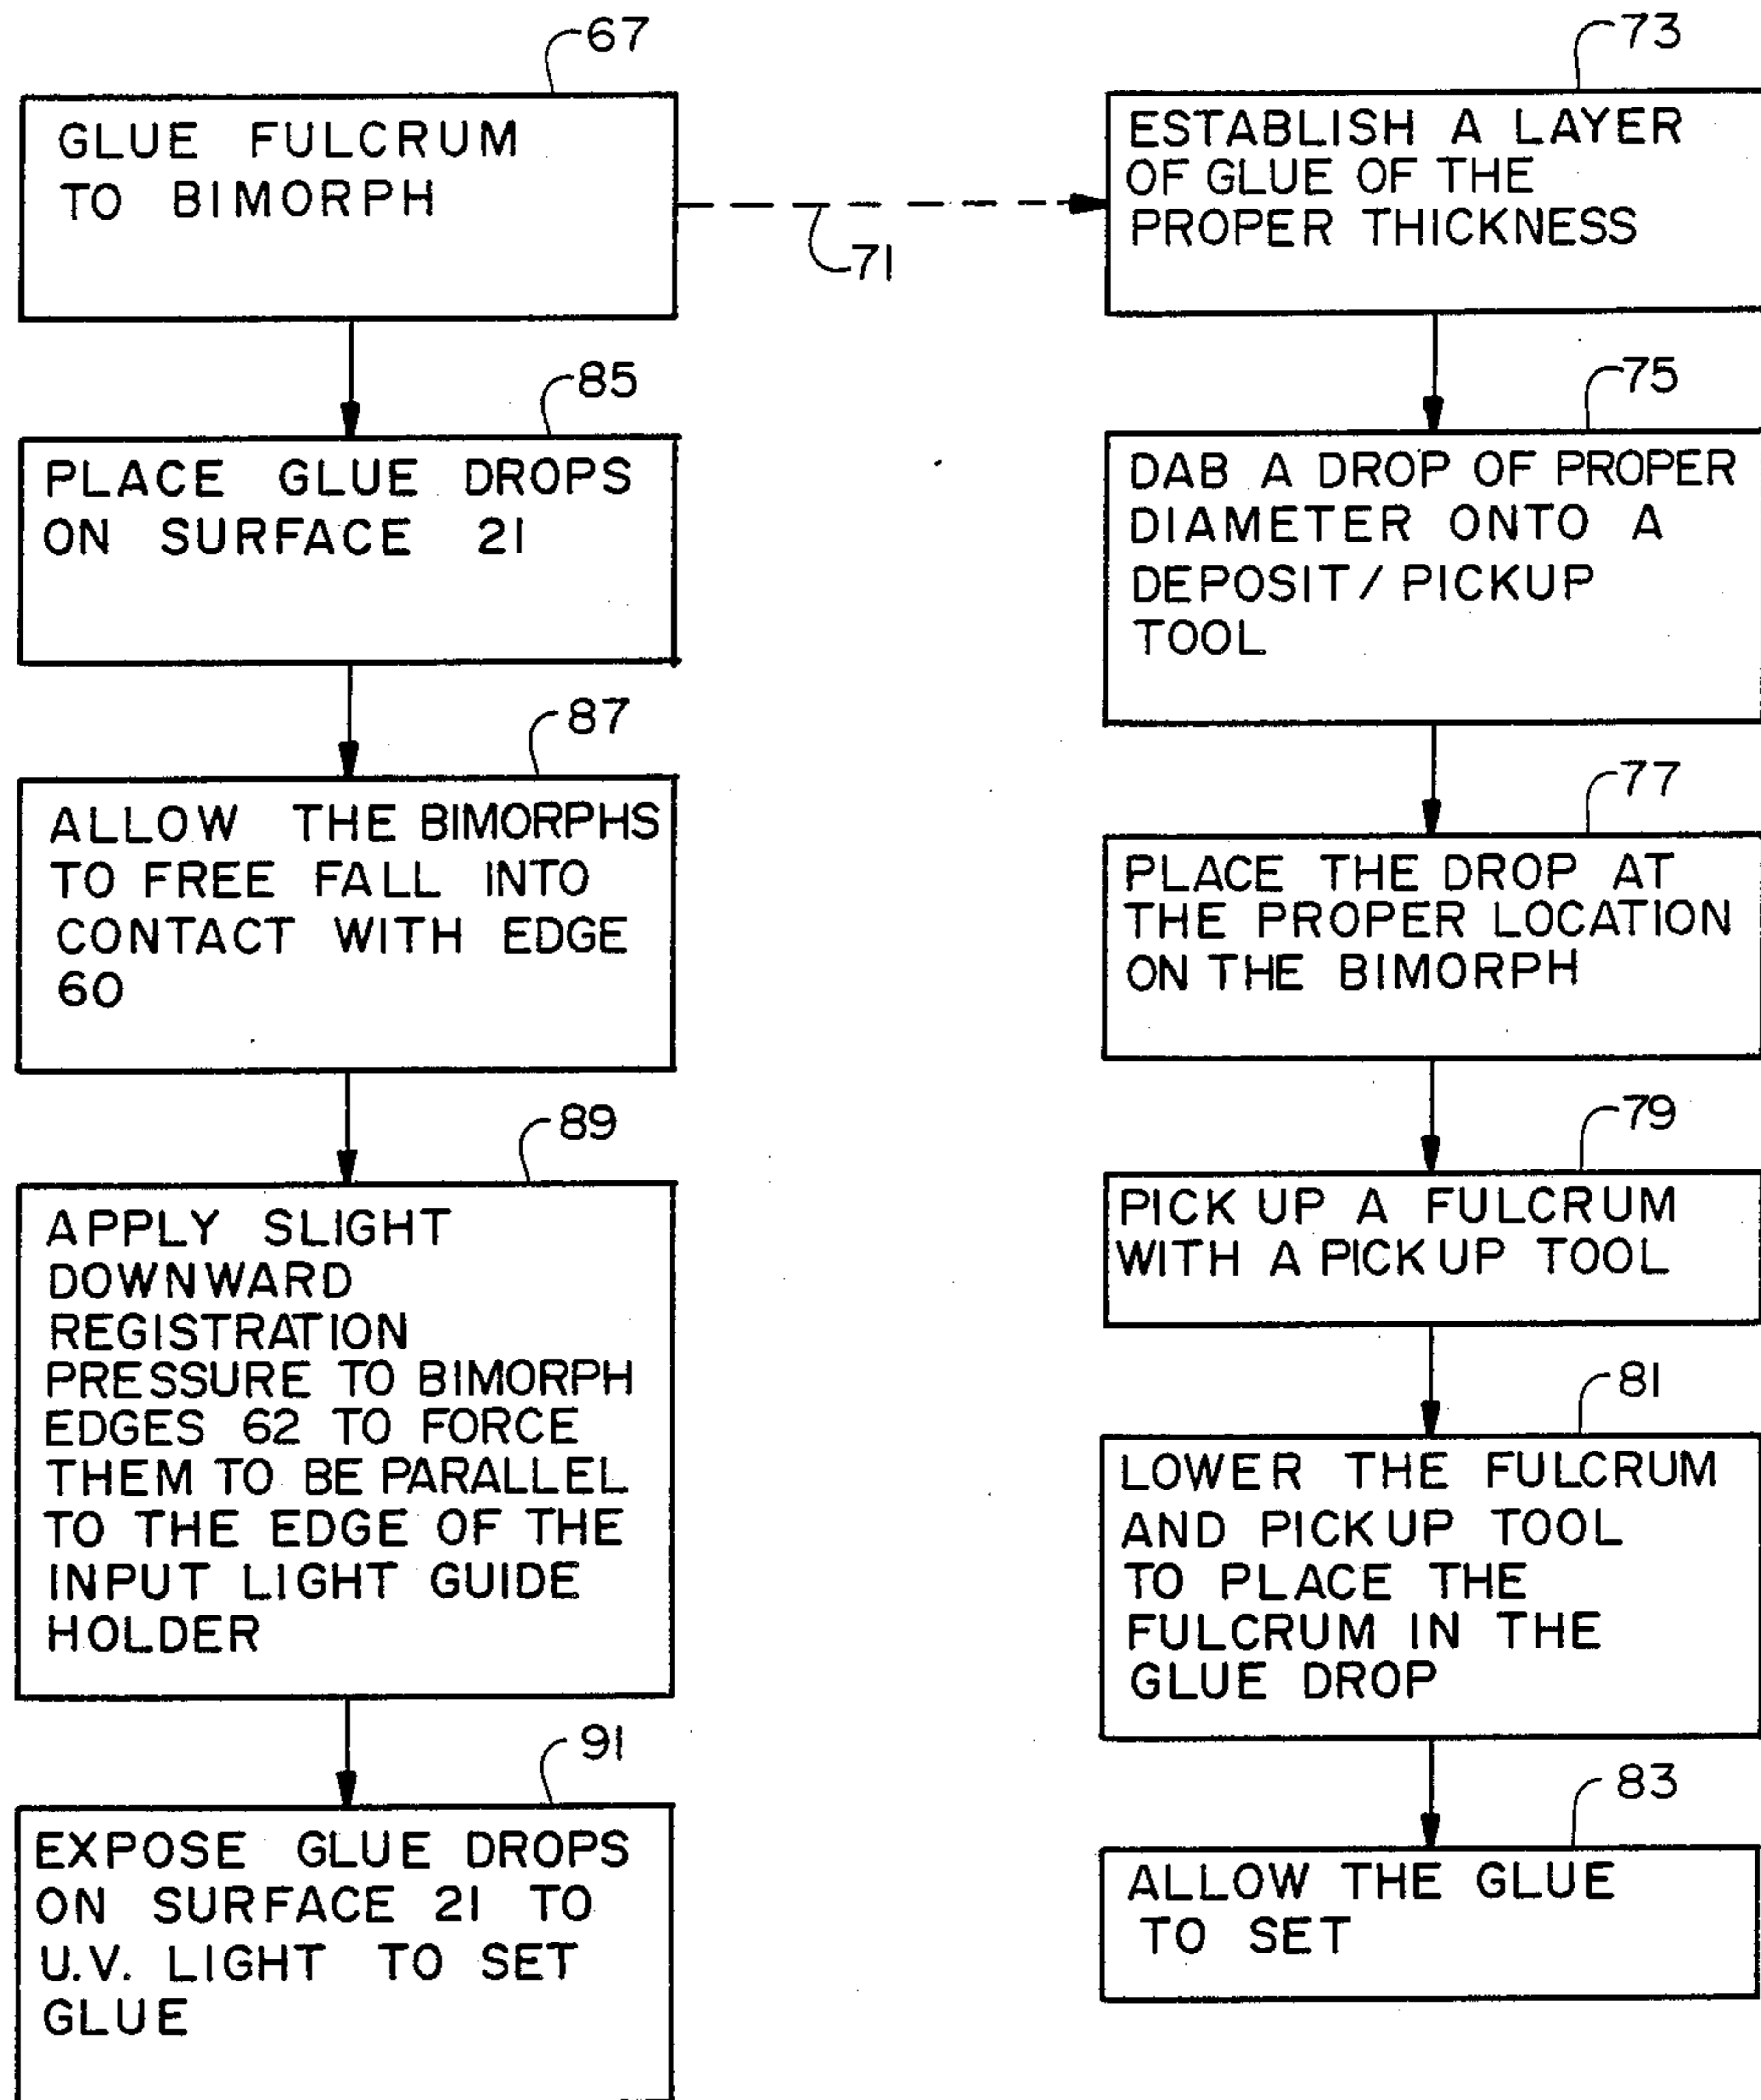 67
GLUE FULCRUM
TO BIMORPH
71
85
PLACE GLUE DROPS
ON SURFACE 21
87
ALLOW THE BIMORPHS
TO FREE FALL INTO
CONTACT WITH EDGE
60
89
APPLY SLIGHT
DOWNWARD
REGISTRATION
PRESSURE TO BIMORPH
EDGES 62 TO FORCE
THEM TO BE PARALLEL
TO THE EDGE OF THE
INPUT LIGHT GUIDE
HOLDER
91
EXPOSE GLUE DROPS
ON SURFACE 21 TO
U.V. LIGHT TO SET
GLUE
73
ESTABLISH A LAYER
OF GLUE OF THE
PROPER THICKNESS
75
DAB A DROP OF PROPER
DIAMETER ONTO A
DEPOSIT/PICKUP
TOOL
77
PLACE THE DROP AT
THE PROPER LOCATION
ON THE BIMORPH
79
PICK UP A FULCRUM
WITH A PICKUP TOOL
81
LOWER THE FULCRUM
AND PICKUP TOOL
TO PLACE THE
FULCRUM IN THE
GLUE DROP
83
ALLOW THE GLUE
TO SET